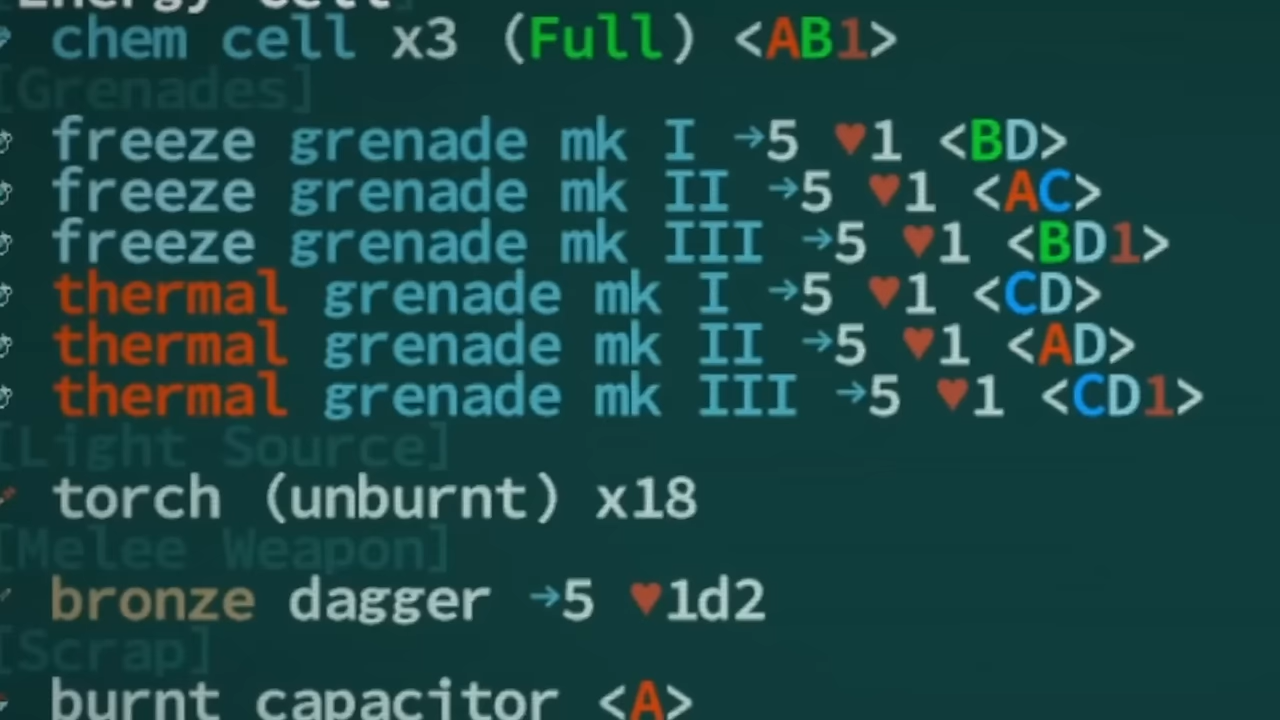 Energy Cell]
chem cell x3 (Full) <AB1>
[Grenades]
freeze grenade mk I →5 ♥1 <BD>
freeze grenade mk II →5 ♥1 <AC>
freeze grenade mk III →5 ♥1 <BD1>
thermal grenade mk I →5 ♥1 <CD>
thermal grenade mk II →5 ♥1 <AD>
thermal grenade mk III →5 ♥1 <CD1>
[Light Source]
torch (unburnt) x18
[Melee Weapon]
bronze dagger →5 ♥1d2
[Scrap]
burnt capacitor <A>